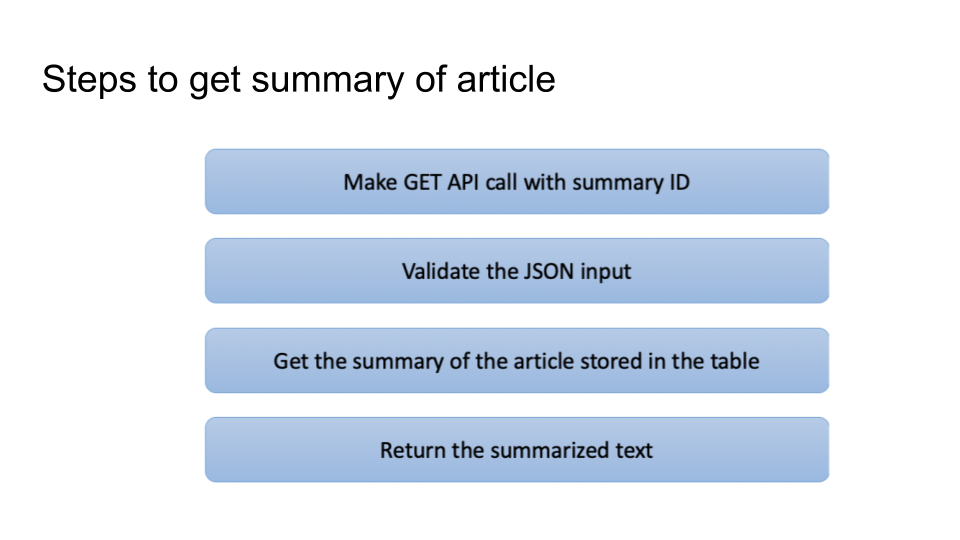 Steps to get summary of article
Make GET API call with summary ID
Validate the JSON input
Get the summary of the article stored in the table
Return the summarized text